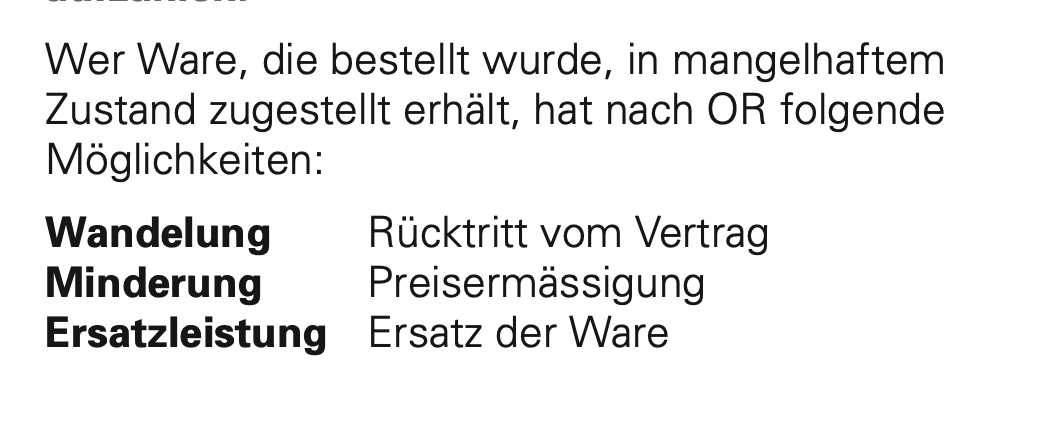 Wer Ware, die bestellt wurde, in mangelhaftem
Zustand zugestellt erhält, hat nach OR folgende
Möglichkeiten:
Wandelung Rücktritt vom Vertrag
Minderung Preisermässigung
Ersatzleistung Ersatz der Ware